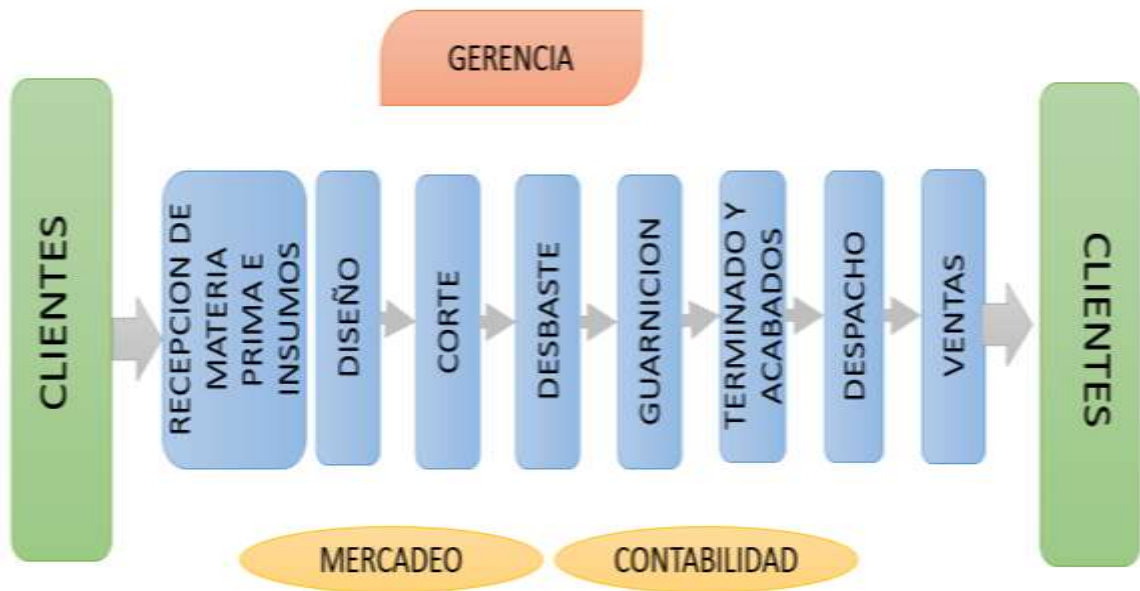 GERENCIA
CLIENTES
RECEPCION DE
MATERIA
PRIMA E
INSUMOS
DISEÑO
CORTE
DESBASTE
GUARNICION
TERMINADO Y
ACABADOS
DESPACHO
VENTAS
CLIENTES
MERCADEO
CONTABILIDAD